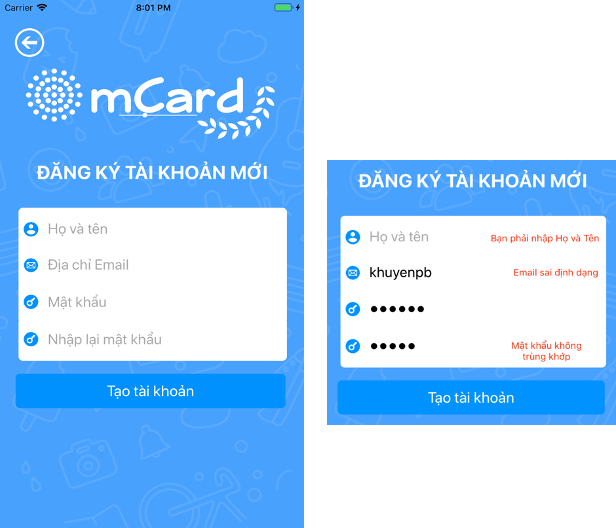 Carrier
8:01 PM
mCard
ĐĂNG KÝ TÀI KHOẢN MỚI
Họ và tên
Địa chỉ Email
Mật khẩu
Nhập lại mật khẩu
Tạo tài khoản
ĐĂNG KÝ TÀI KHOẢN MỚI
Họ và tên
Bạn phải nhập Họ và Tên
khuyenpb
Email sai định dạng
●●●●●●
●●●●●
Mật khẩu không
trùng khớp
Tạo tài khoản